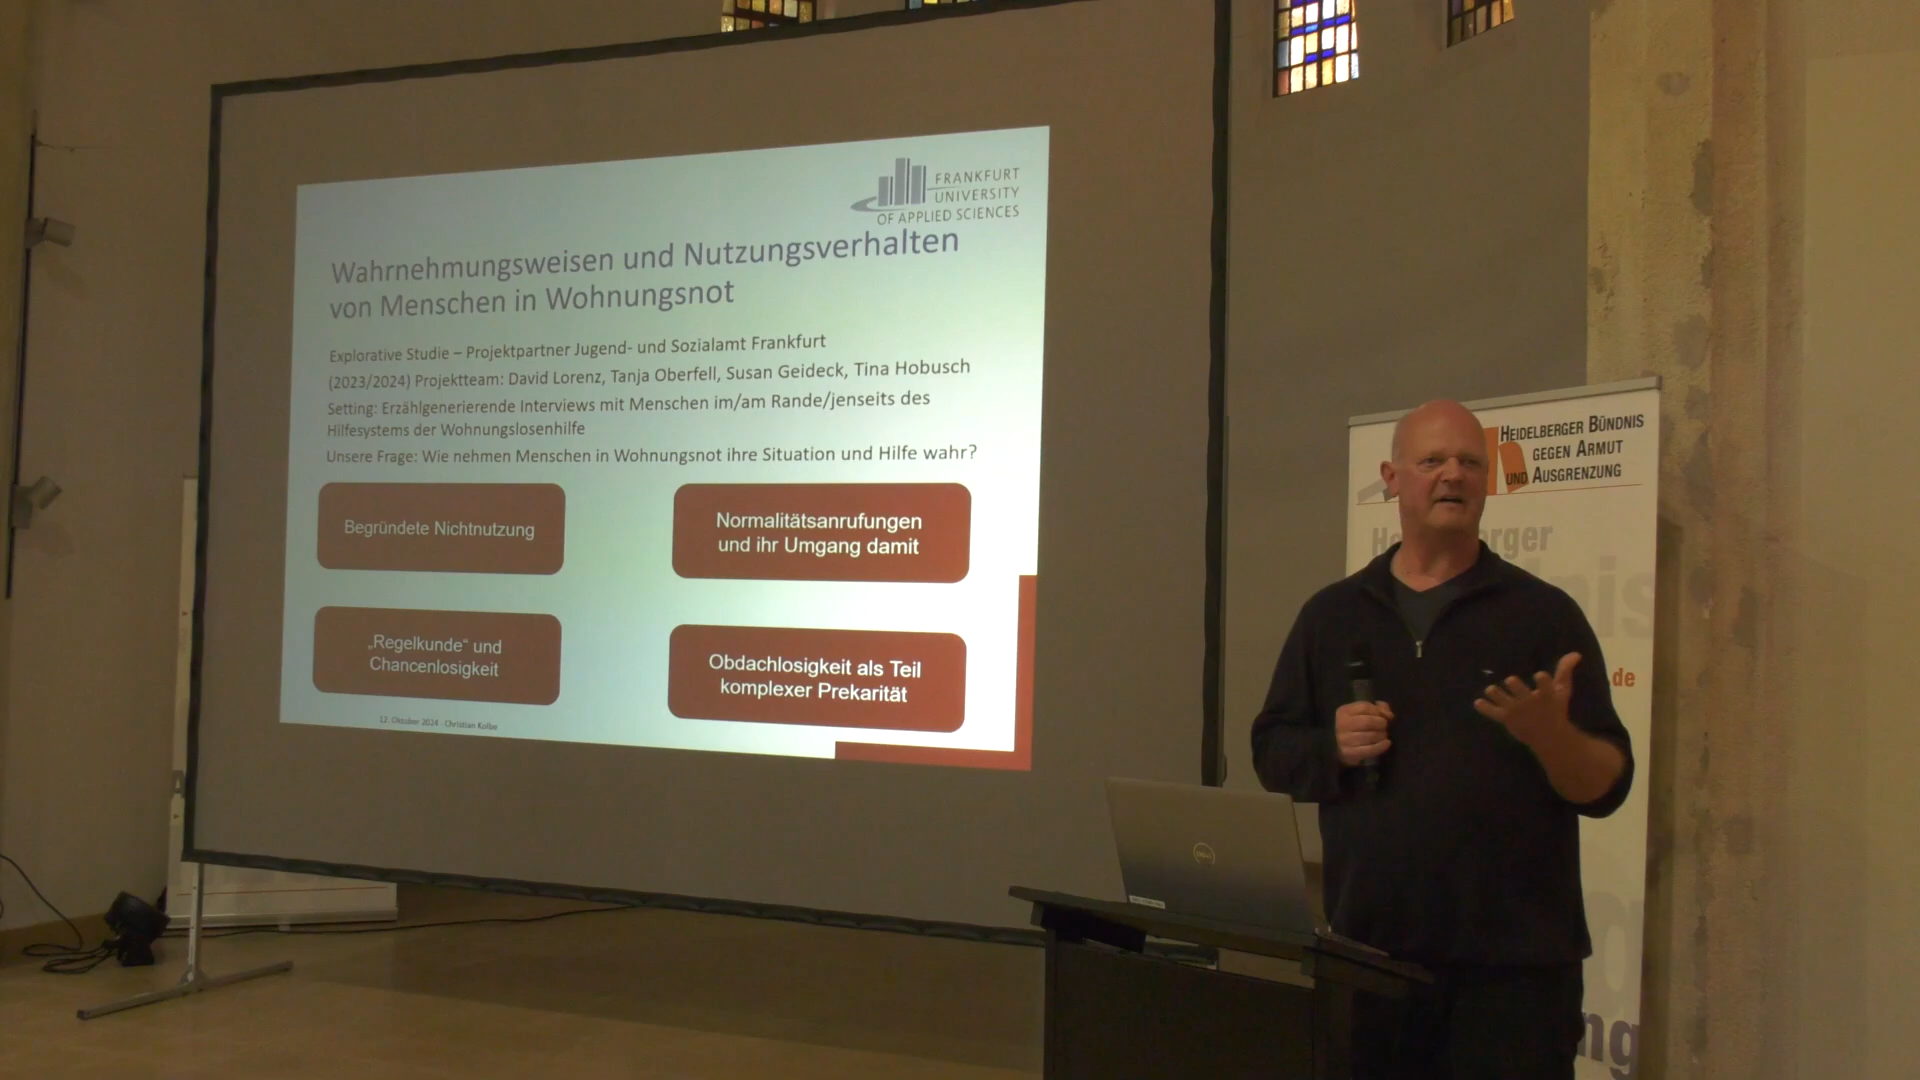 FRANKFURT
UNIVERSITY
OF APPLIED SCIENCES
Wahrnehmungsweisen und Nutzungsverhalten
von Menschen in Wohnungsnot
Explorative Studie – Projektpartner Jugend- und Sozialamt Frankfurt
(2023/2024) Projektteam: David Lorenz, Tanja Oberfell, Susan Geideck, Tina Hobusch
Setting: Erzählgenerierende Interviews mit Menschen im/am Rande/jenseits des
Hilfesystems der Wohnungslosenhilfe
Unsere Frage: Wie nehmen Menschen in Wohnungsnot ihre Situation und Hilfe wahr?
Begründete Nichtnutzung
Normalitätsanrufungen
und ihr Umgang damit
„Regelkunde“ und
Chancenlosigkeit
Obdachlosigkeit als Teil
komplexer Prekarität
12. Oktober 2024 - Christian Kolbe
HEIDELBERGER BÜNDNIS
GEGEN ARMUT
UND AUSGRENZUNG
.de
DELL